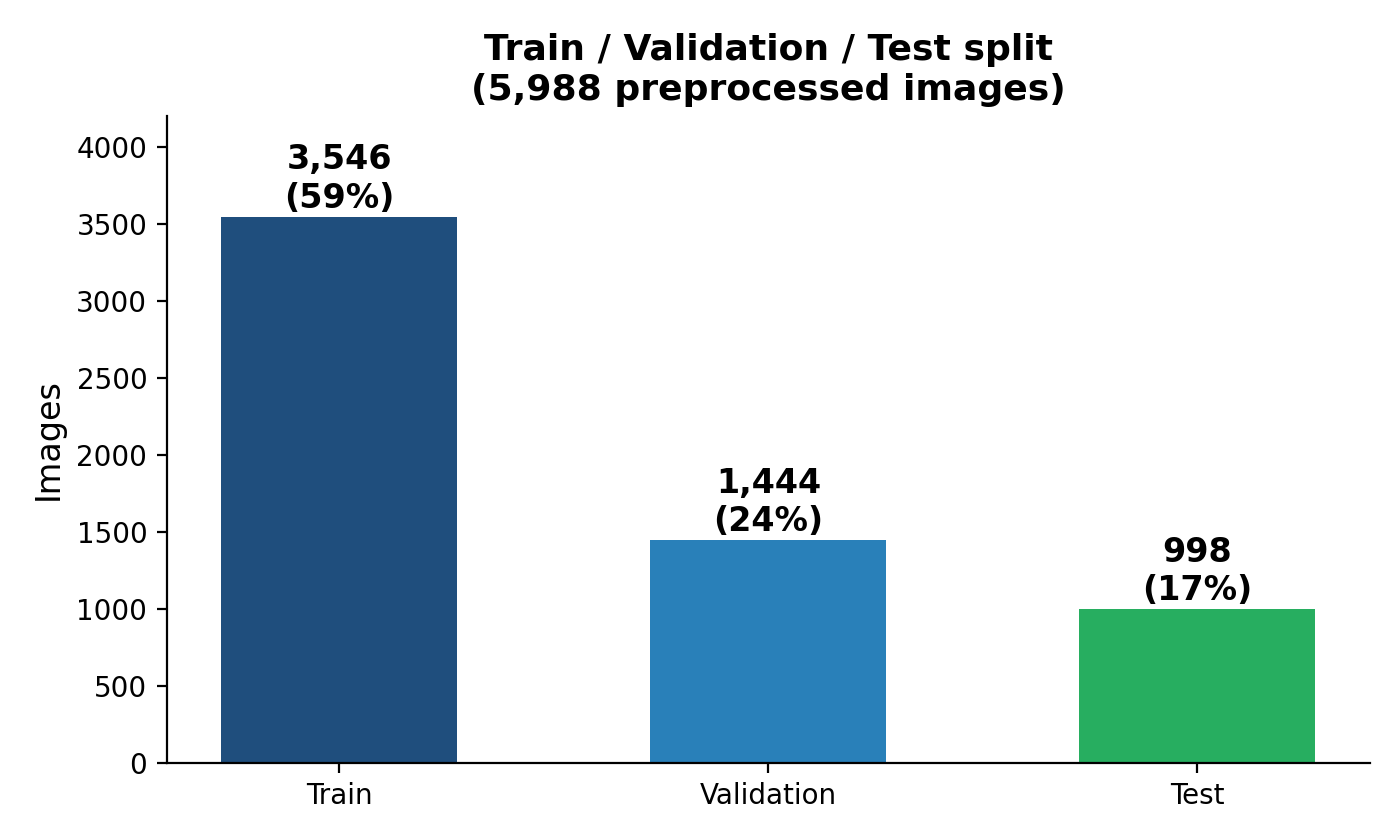 Train / Validation / Test split
(5,988 preprocessed images)
Images
4000
3500
3000
2500
2000
1500
1000
500
0
3,546
(59%)
1,444
(24%)
998
(17%)
Train
Validation
Test